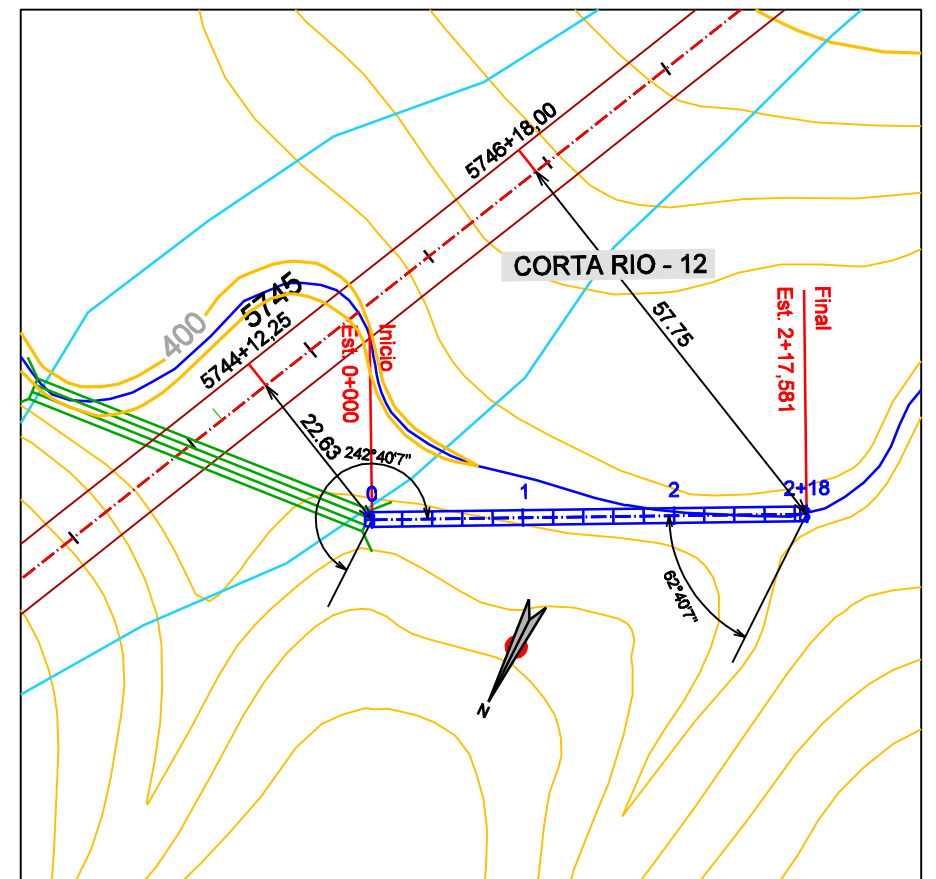 5746+18,00
CORTA RIO - 12
5745
400
5744+12,25
Início
Est. 0+000
57.75
Final
Est. 2+17,581
22.63
242°40'7"
0
1
2
2+18
62°40'7"
N